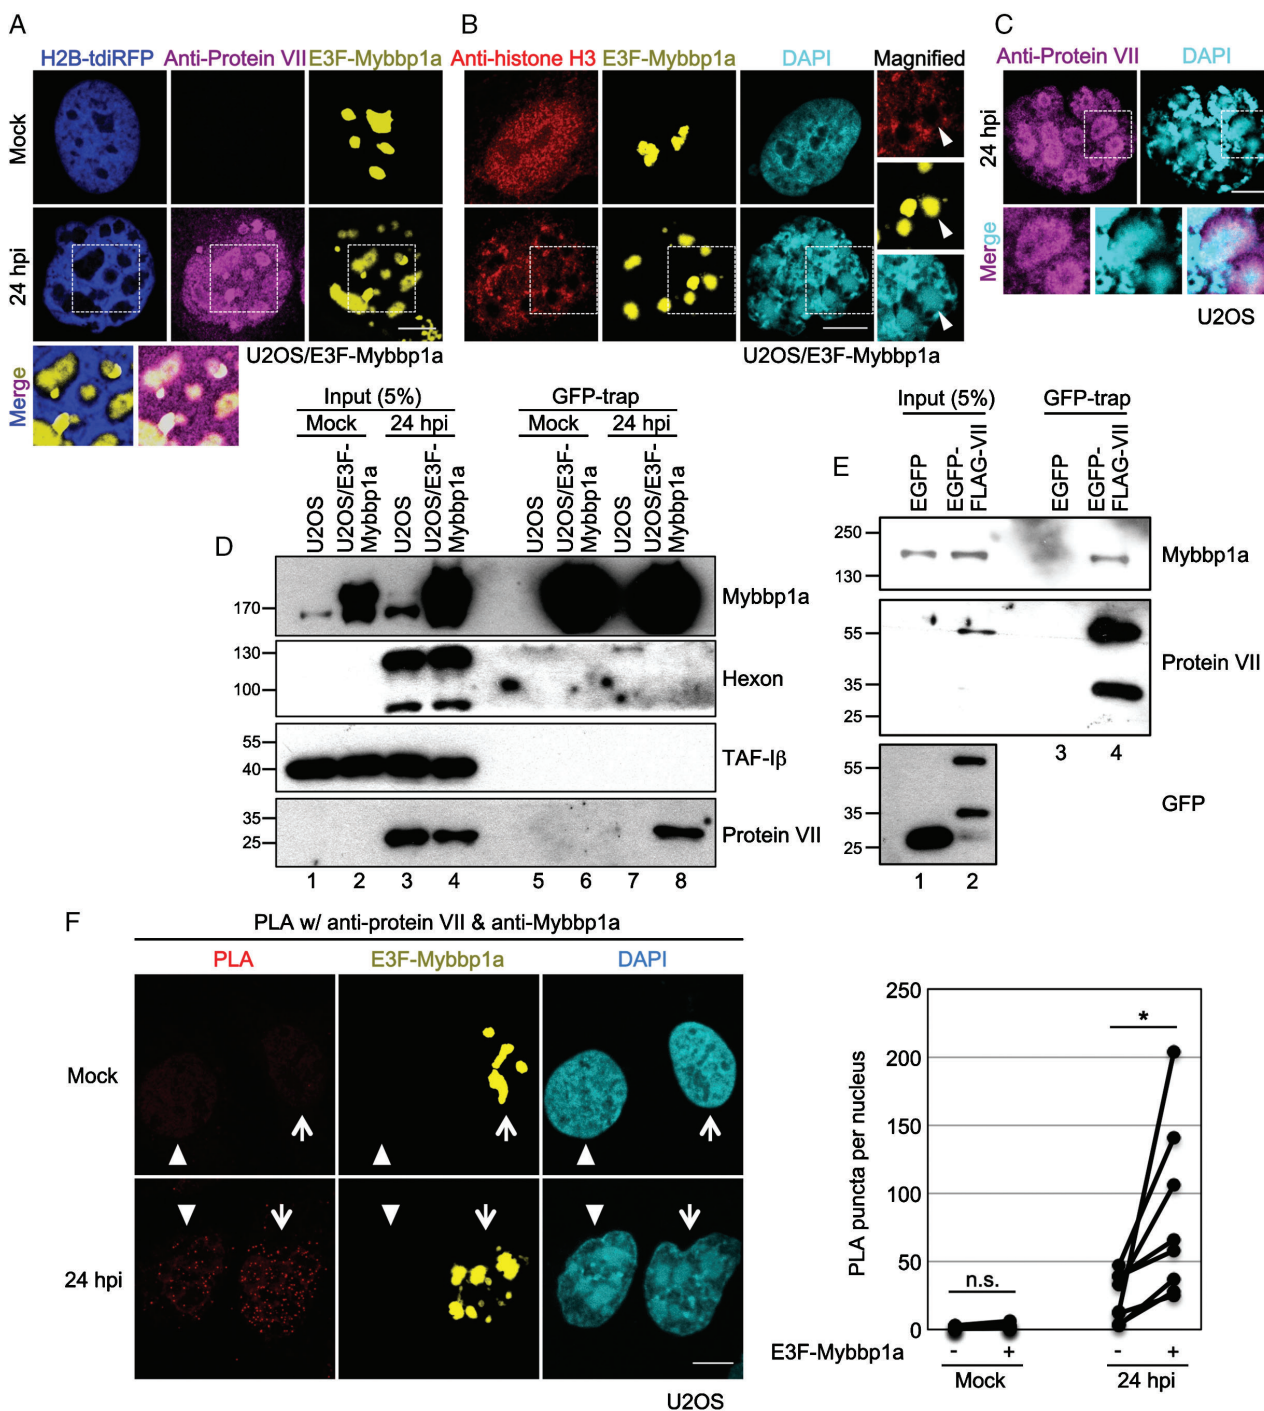 A
H2B-tdiRFP Anti-Protein VII E3F-Mybbp1a
Mock
24 hpi
U2OS/E3F-Mybbp1a
Merge
B
Anti-histone H3 E3F-Mybbp1a DAPI Magnified
U2OS/E3F-Mybbp1a
C
Anti-Protein VII DAPI
24 hpi
Merge
U2OS
D
Input (5%) GFP-trap
Mock 24 hpi Mock 24 hpi
U2OS
U2OS/E3F-
Mybbp1a
U2OS
U2OS/E3F-
Mybbp1a
U2OS
U2OS/E3F-
Mybbp1a
U2OS
U2OS/E3F-
Mybbp1a
170
Mybbp1a
130
100
Hexon
55
40
TAF-Iβ
35
25
Protein VII
1 2 3 4 5 6 7 8
E
Input (5%) GFP-trap
EGFP
EGFP-
FLAG-VII
EGFP
EGFP-
FLAG-VII
250
130
Mybbp1a
55
35
25
Protein VII
3 4
55
35
25
GFP
1 2
F
PLA w/ anti-protein VII & anti-Mybbp1a
PLA E3F-Mybbp1a DAPI
Mock
24 hpi
U2OS
PLA puncta per nucleus
250
200
150
100
50
0
n.s.
*
E3F-Mybbp1a - + - +
Mock 24 hpi